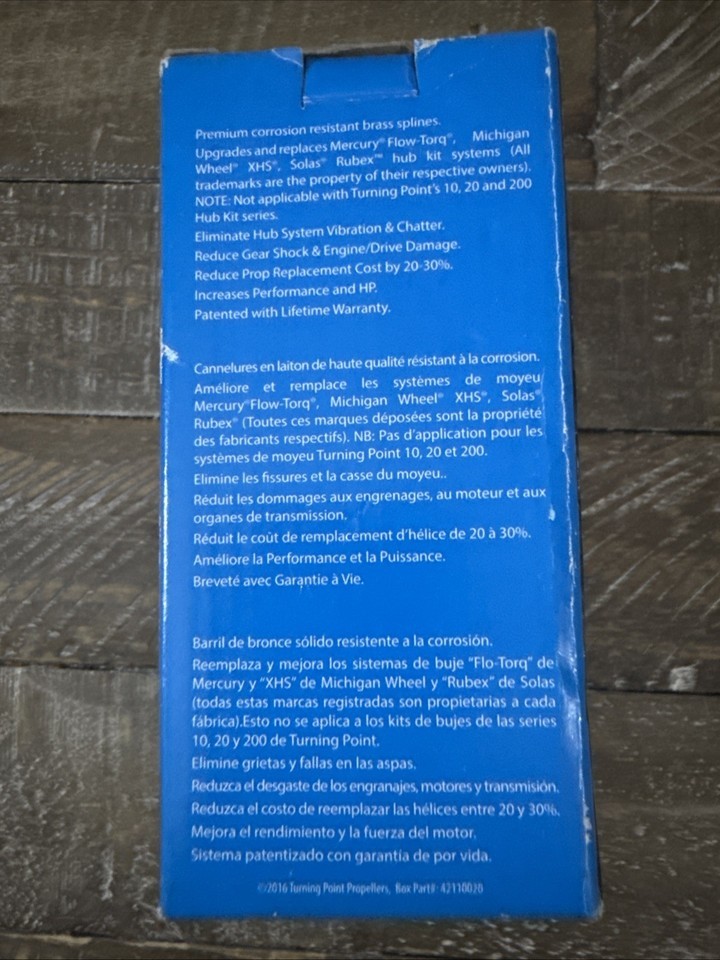 Premium corrosion resistant brass splines.
Upgrades and replaces Mercury® Flow-Torq®, Michigan
Wheel® XHS®, Solas® Rubex™ hub kit systems (All
trademarks are the property of their respective owners).
NOTE: Not applicable with Turning Point's 10, 20 and 200
Hub Kit series.
Eliminate Hub System Vibration & Chatter.
Reduce Gear Shock & Engine/Drive Damage.
Reduce Prop Replacement Cost by 20-30%.
Increases Performance and HP.
Patented with Lifetime Warranty.
Cannelures en laiton de haute qualité résistant à la corrosion.
Améliore et remplace les systèmes de moyeu
Mercury®Flow-Torq®, Michigan Wheel® XHS®, Solas®
Rubex® (Toutes ces marques déposées sont la propriété
des fabricants respectifs). NB: Pas d'application pour les
systèmes de moyeu Turning Point 10, 20 et 200.
Elimine les fissures et la casse du moyeu..
Réduit les dommages aux engrenages, au moteur et aux
organes de transmission.
Réduit le coût de remplacement d'hélice de 20 à 30%.
Améliore la Performance et la Puissance.
Breveté avec Garantie à Vie.
Barril de bronce sólido resistente a la corrosión.
Reemplaza y mejora los sistemas de buje "Flo-Torq" de
Mercury y "XHS" de Michigan Wheel y "Rubex" de Solas
(todas estas marcas registradas son propietarias a cada
fábrica).Esto no se aplica a los kits de bujes de las series
10, 20 y 200 de Turning Point.
Elimine grietas y fallas en las aspas.
Reduzca el desgaste de los engranajes, motores y transmisión.
Reduzca el costo de reemplazar las hélices entre 20 y 30%.
Mejora el rendimiento y la fuerza del motor.
Sistema patentizado con garantía de por vida.
©2016 Turning Point Propellers, Box Part#: 42110020